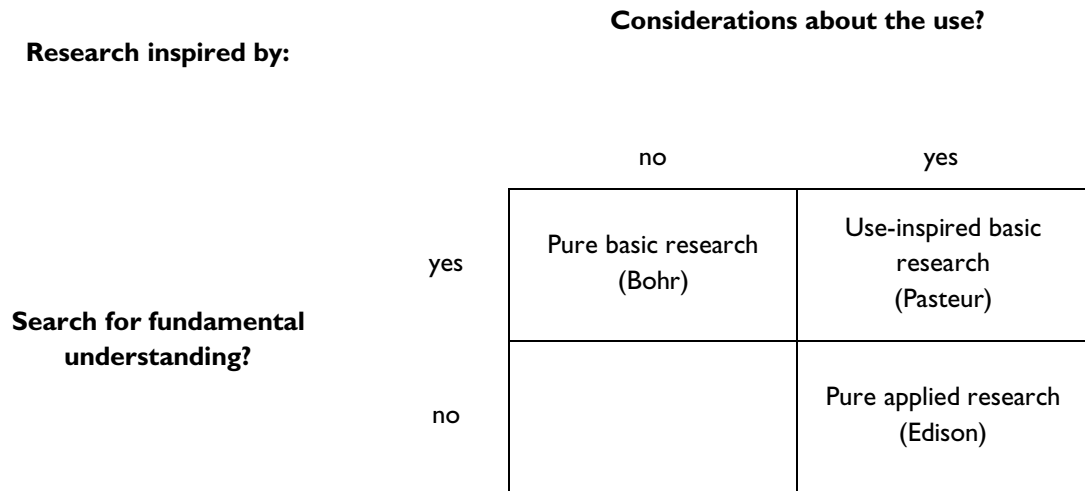 Considerations about the use?
Research inspired by:
no
yes
yes
Pure basic research
(Bohr)
Use-inspired basic
research
(Pasteur)
Search for fundamental
understanding?
no
Pure applied research
(Edison)